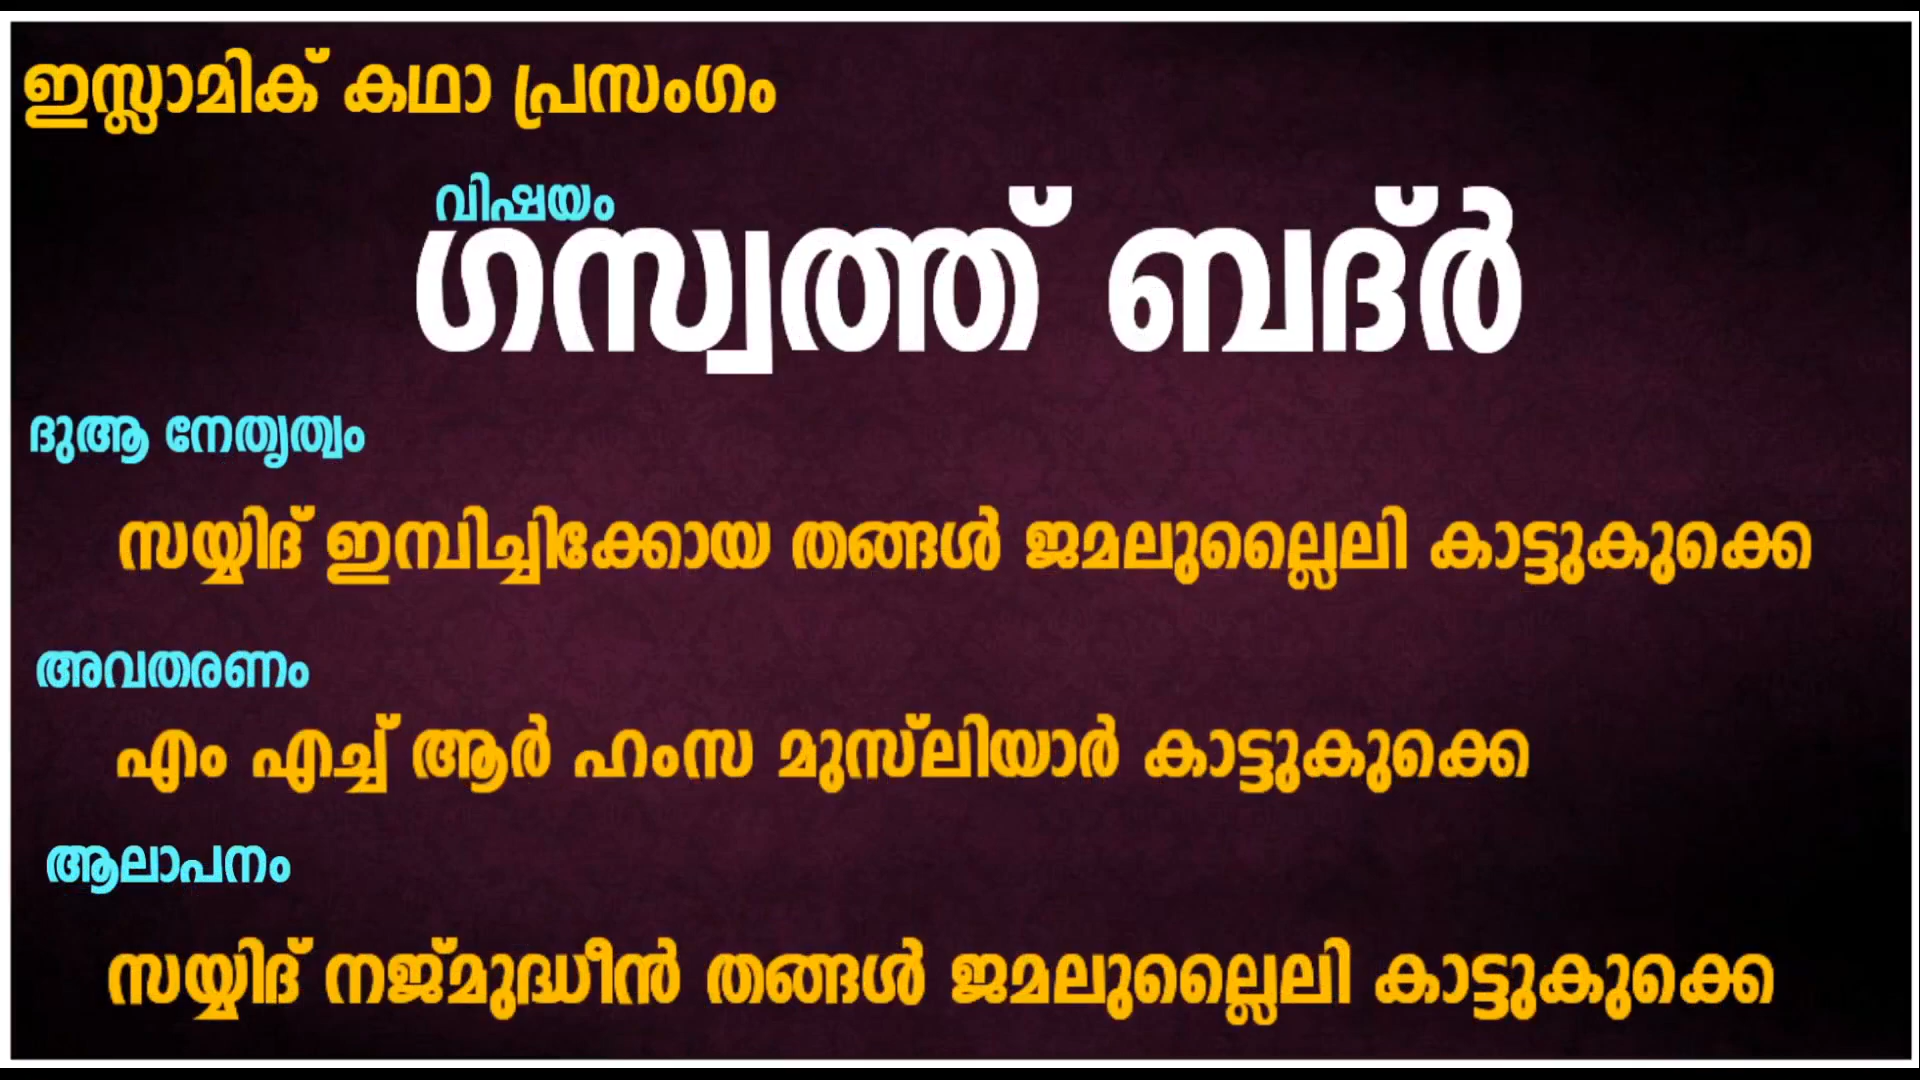 ഇസ്ലാമിക് കഥാ പ്രസംഗം
വിഷയം
ഗസ്വത്ത് ബദ്ർ
ദുആ നേതൃത്വം
സയ്യിദ് ഇമ്പിച്ചിക്കോയ തങ്ങൾ ജമലുല്ലൈലി കാട്ടുകുക്കെ
അവതരണം
എം എച്ച് ആർ ഹംസ മുസ്‌ലിയാർ കാട്ടുകുക്കെ
ആലാപനം
സയ്യിദ് നജ്മുദ്ധീൻ തങ്ങൾ ജമലുല്ലൈലി കാട്ടുകുക്കെ